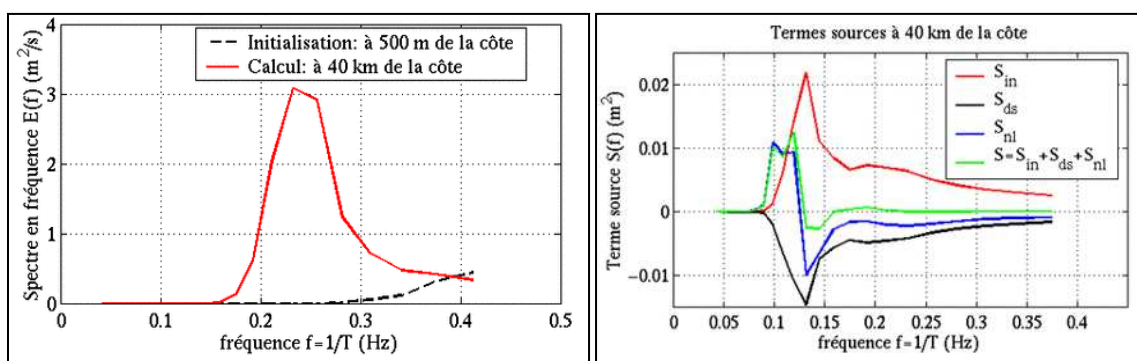 4
3
2
1
0
Spectre en fréquence E(f) (m²/s)
Initialisation: à 500 m de la côte
Calcul: à 40 km de la côte
0 0.1 0.2 0.3 0.4 0.5
fréquence f=1/T (Hz)
Termes sources à 40 km de la côte
0.02
0.01
0
−0.01
Terme source S(f) (m²)
S_in
S_ds
S_nl
S=S_in+S_ds+S_nl
0 0.05 0.1 0.15 0.2 0.25 0.3 0.35 0.4
fréquence f=1/T (Hz)